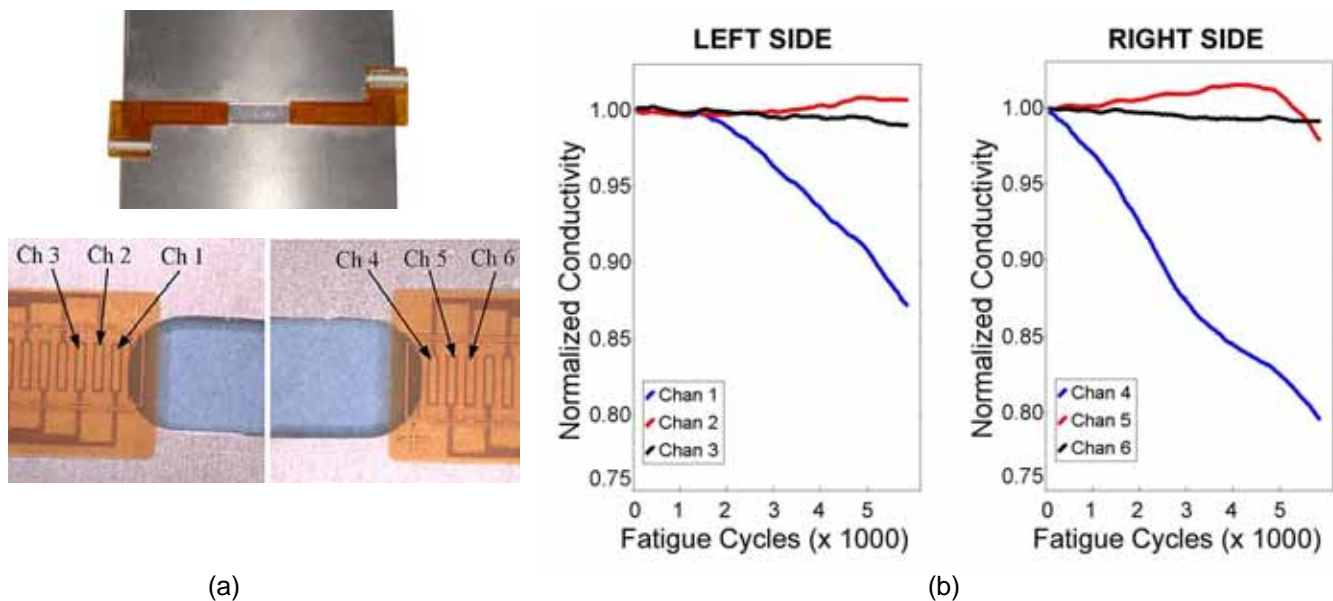 Ch 3
Ch 2
Ch 1
Ch 4
Ch 5
Ch 6
(a)
LEFT SIDE
Normalized Conductivity
1.00
0.95
0.90
0.85
0.80
0.75
Chan 1
Chan 2
Chan 3
0 1 2 3 4 5
Fatigue Cycles (x 1000)
RIGHT SIDE
Normalized Conductivity
1.00
0.95
0.90
0.85
0.80
0.75
Chan 4
Chan 5
Chan 6
0 1 2 3 4 5
Fatigue Cycles (x 1000)
(b)